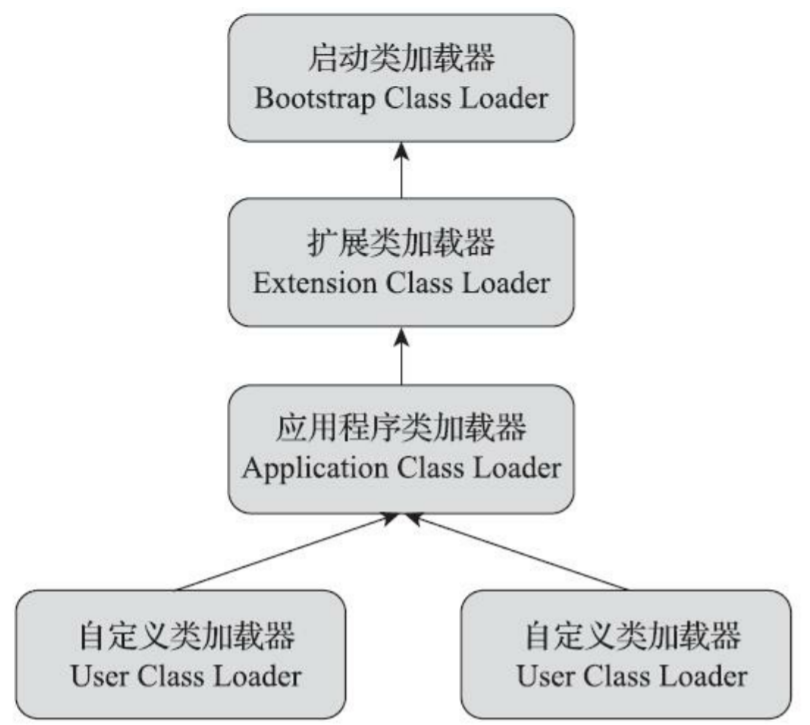 启动类加载器
Bootstrap Class Loader
扩展类加载器
Extension Class Loader
应用程序类加载器
Application Class Loader
自定义类加载器
User Class Loader
自定义类加载器
User Class Loader